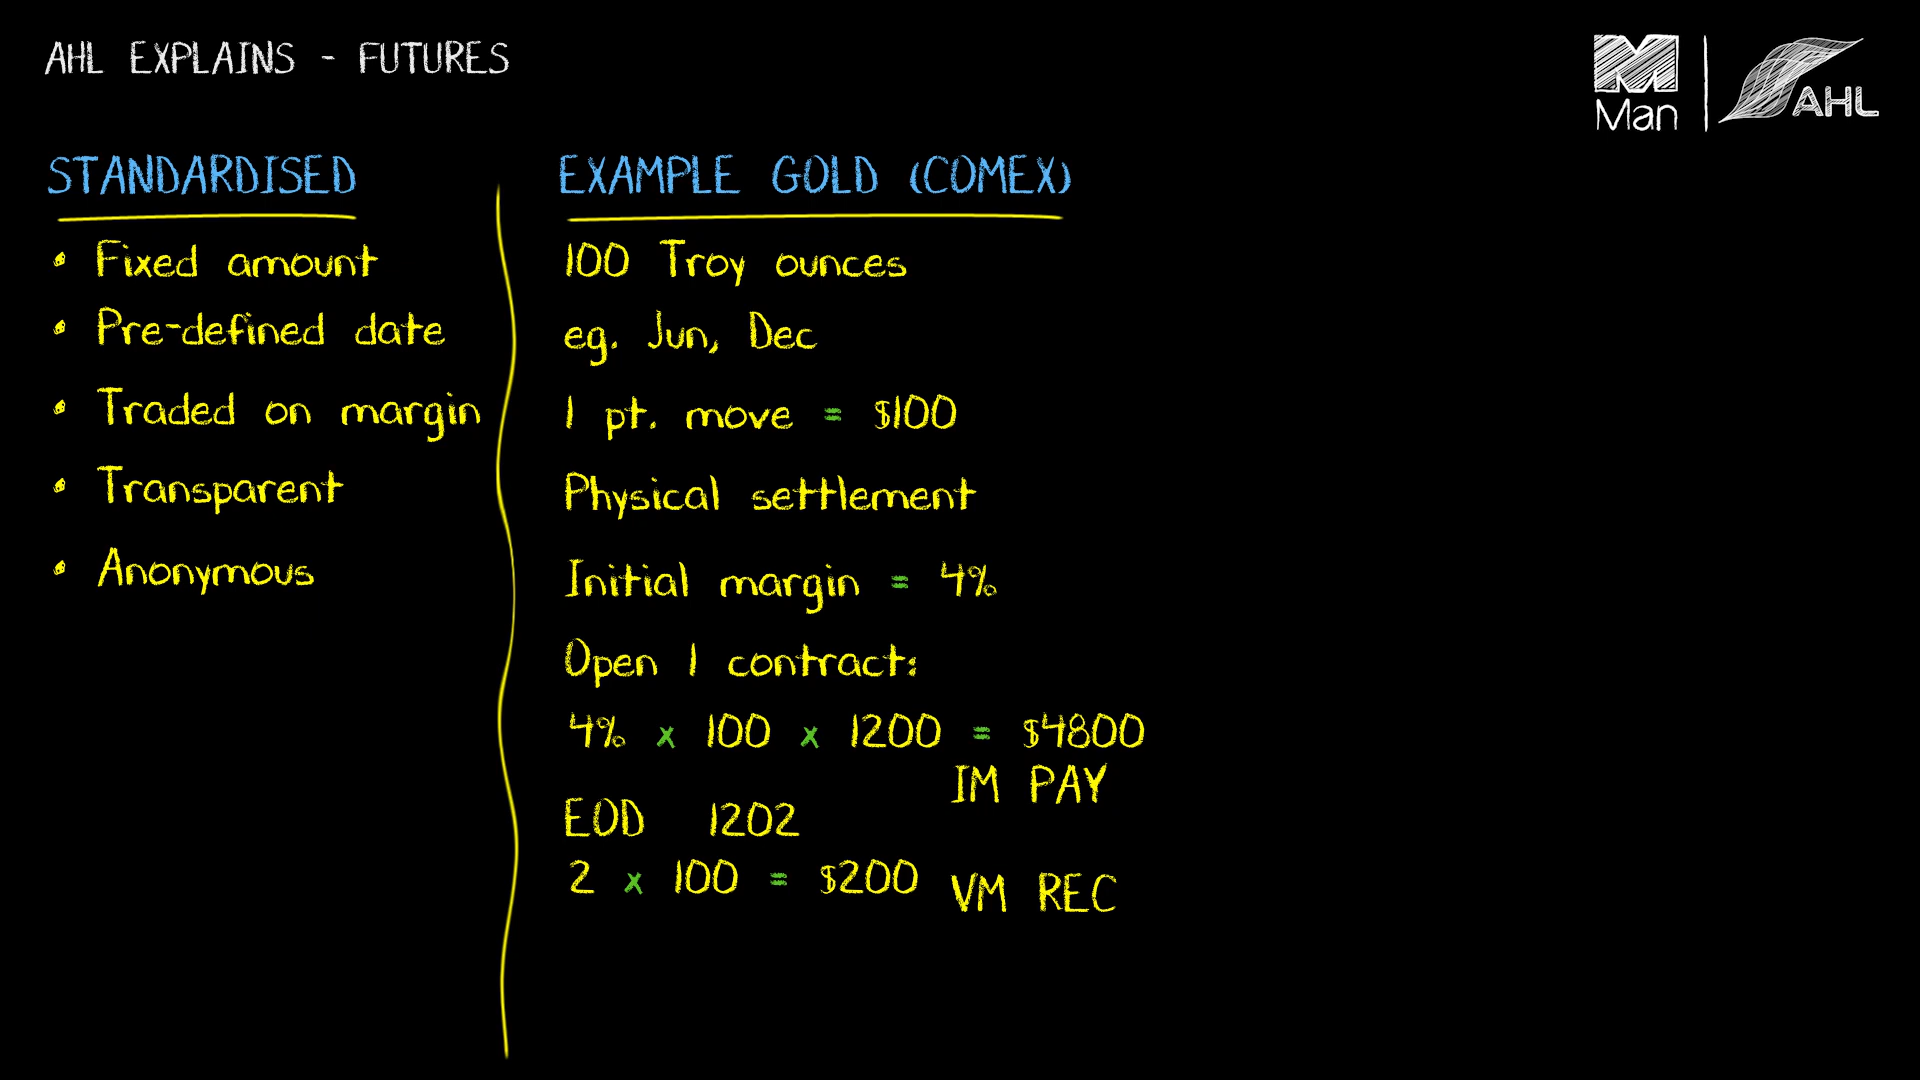 AHL EXPLAINS - FUTURES
Man
AHL
STANDARDISED
• Fixed amount
• Pre-defined date
• Traded on margin
• Transparent
• Anonymous
EXAMPLE GOLD (COMEX)
100 Troy ounces
eg. Jun, Dec
1 pt. move = $100
Physical settlement
Initial margin = 4%
Open 1 contract:
4% x 100 x 1200 = $4800
IM PAY
EOD 1202
2 x 100 = $200 VM REC